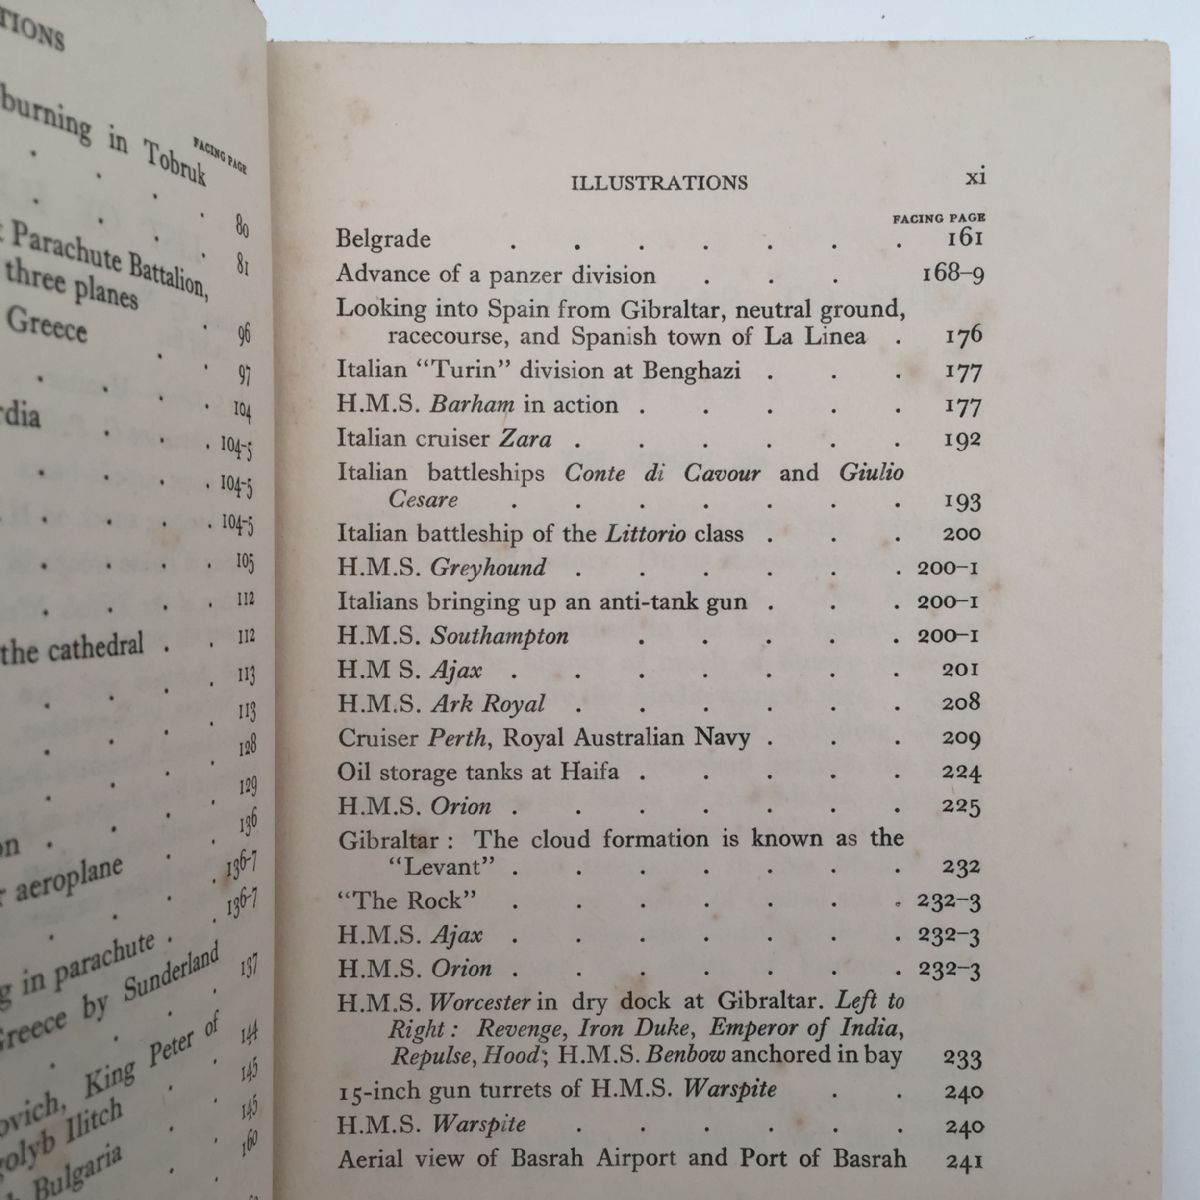 TIONS
FACING PAGE
burning in Tobruk
80
81
Parachute Battalion,
three planes
96
Greece
97
104
104-5
104-5
104-5
105
112
the cathedral . . 112
113
113
128
129
136
136-7
aeroplane
136-7
in parachute .
137
Greece by Sunderland
144
King Peter of
145
Ilitch
145
Bulgaria
160
ILLUSTRATIONS xi
FACING PAGE
Belgrade . . . . . . . 161
Advance of a panzer division . . . 168–9
Looking into Spain from Gibraltar, neutral ground,
racecourse, and Spanish town of La Linea . 176
Italian “Turin” division at Benghazi . . . 177
H.M.S. Barham in action . . . . . 177
Italian cruiser Zara . . . . . . 192
Italian battleships Conte di Cavour and Giulio
Cesare . . . . . . . 193
Italian battleship of the Littorio class . . . 200
H.M.S. Greyhound . . . . . . 200–1
Italians bringing up an anti-tank gun . . . 200–1
H.M.S. Southampton . . . . . 200–1
H.M S. Ajax . . . . . . . 201
H.M.S. Ark Royal . . . . . . 208
Cruiser Perth, Royal Australian Navy . . . 209
Oil storage tanks at Haifa . . . . . 224
H.M.S. Orion . . . . . . . 225
Gibraltar : The cloud formation is known as the
“Levant” . . . . . . . 232
“The Rock” . . . . . . . 232–3
H.M.S. Ajax . . . . . . . 232–3
H.M.S. Orion . . . . . . . 232–3
H.M.S. Worcester in dry dock at Gibraltar. Left to
Right : Revenge, Iron Duke, Emperor of India,
Repulse, Hood; H.M.S. Benbow anchored in bay 233
15-inch gun turrets of H.M.S. Warspite . . 240
H.M.S. Warspite . . . . . . 240
Aerial view of Basrah Airport and Port of Basrah 241